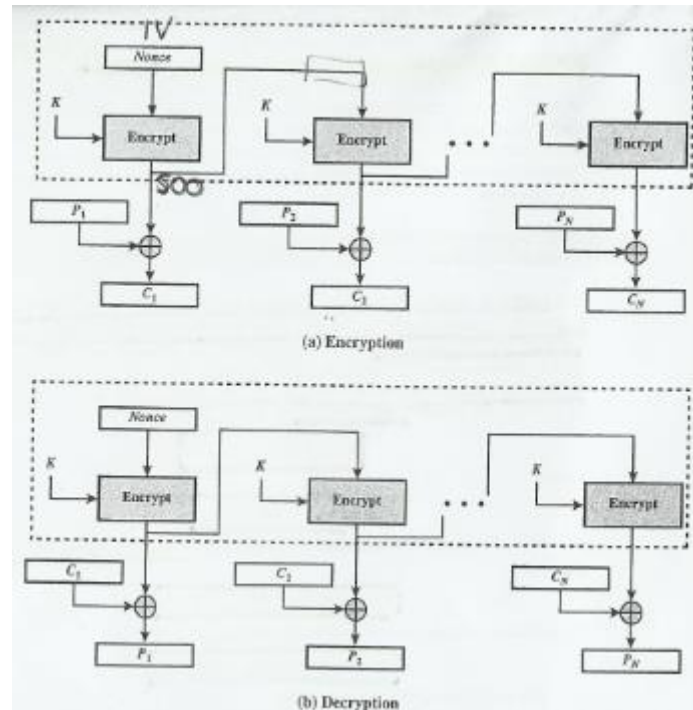 IV
Nonce
K
Encrypt
K
Encrypt
K
Encrypt
500
P1
P2
PN
C1
C2
CN
(a) Encryption
Nonce
K
Encrypt
K
Encrypt
K
Encrypt
C1
C2
CN
P1
P2
PN
(b) Decryption